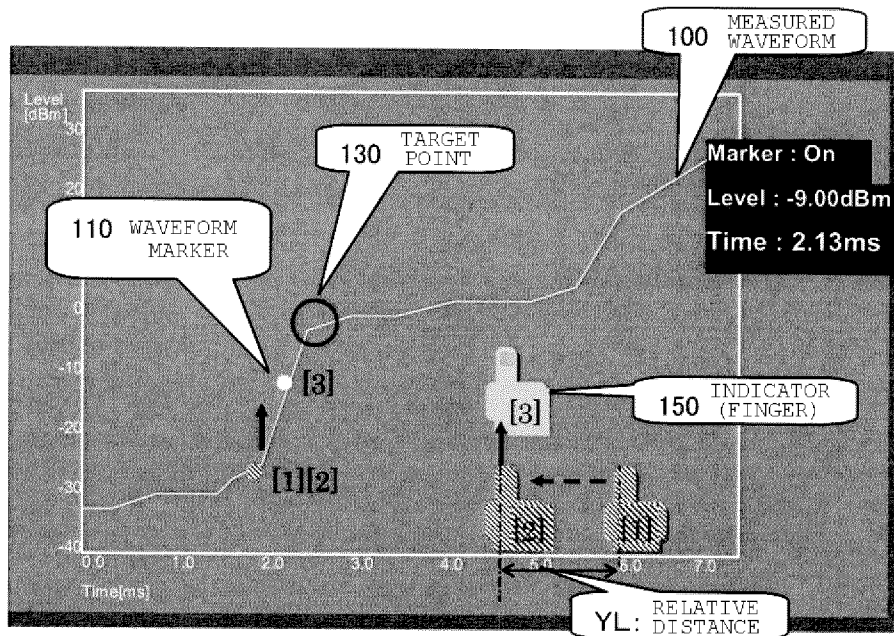 100 MEASURED
WAVEFORM
Level
[dBm]
30
130 TARGET
POINT
Marker : On
20
Level : -9.00dBm
110 WAVEFORM
MARKER
Time : 2.13ms
0
-10
[3]
[3]
150 INDICATOR
(FINGER)
-20
[1][2]
-30
[2]
[1]
-40
0.0 1.0 2.0 3.0 4.0 5.0 6.0 7.0
Time[ms]
YL: RELATIVE
DISTANCE